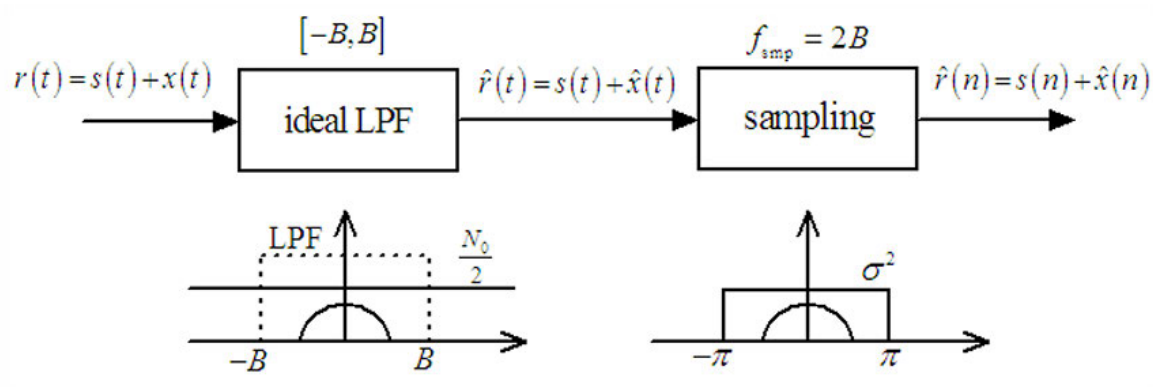 [−B, B]
f_smp = 2B
r(t) = s(t) + x(t)
ideal LPF
r̂(t) = s(t) + x̂(t)
sampling
r̂(n) = s(n) + x̂(n)
LPF
N₀/2
−B
B
σ²
−π
π